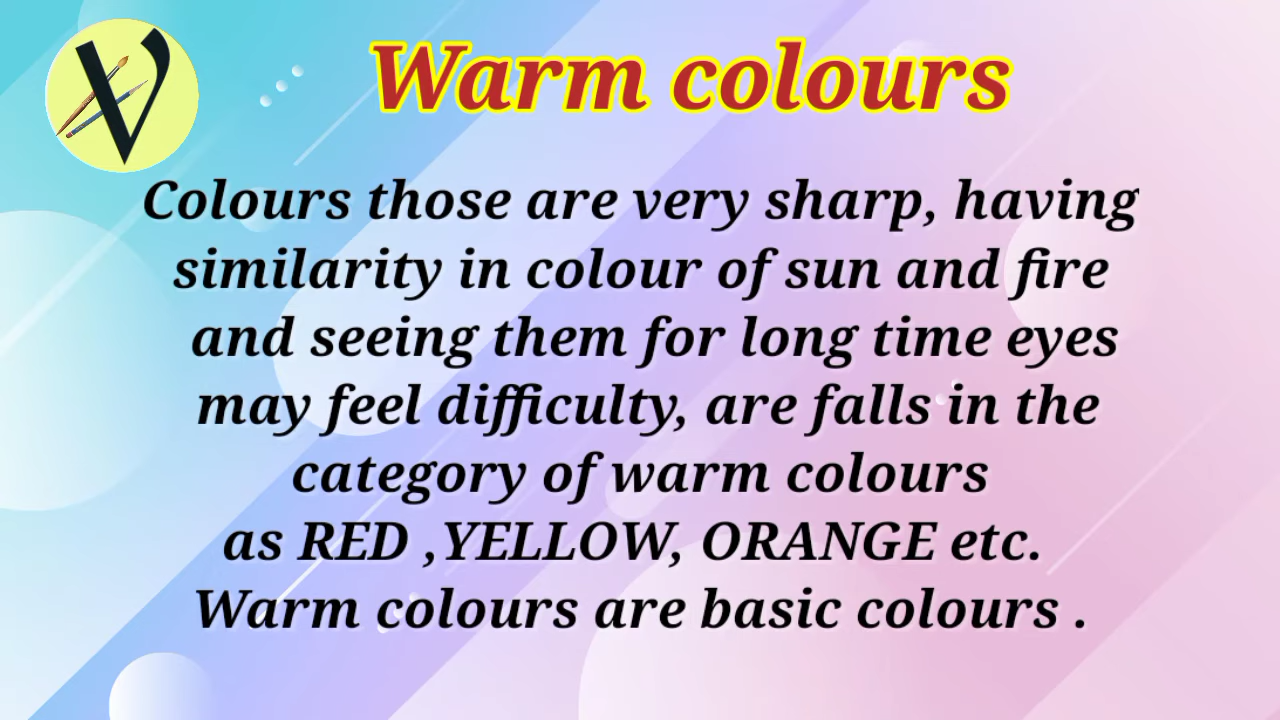 Warm colours
Colours those are very sharp, having
similarity in colour of sun and fire
and seeing them for long time eyes
may feel difficulty, are falls in the
category of warm colours
as RED ,YELLOW, ORANGE etc.
Warm colours are basic colours .